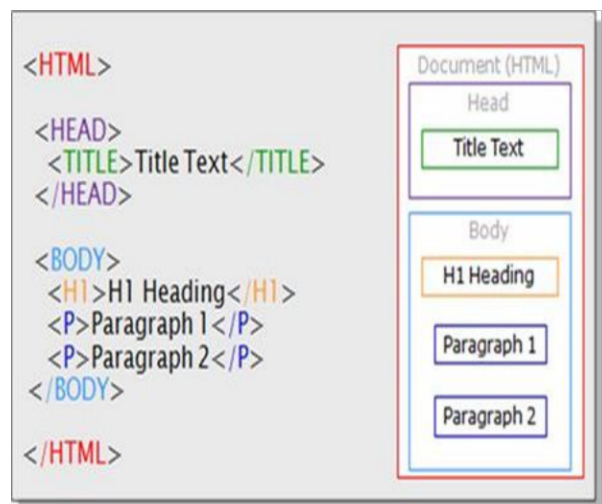 <HTML>
<HEAD>
<TITLE>Title Text</TITLE>
</HEAD>
<BODY>
<H1>H1 Heading</H1>
<P>Paragraph 1</P>
<P>Paragraph 2</P>
</BODY>
</HTML>
Document (HTML)
Head
Title Text
Body
H1 Heading
Paragraph 1
Paragraph 2